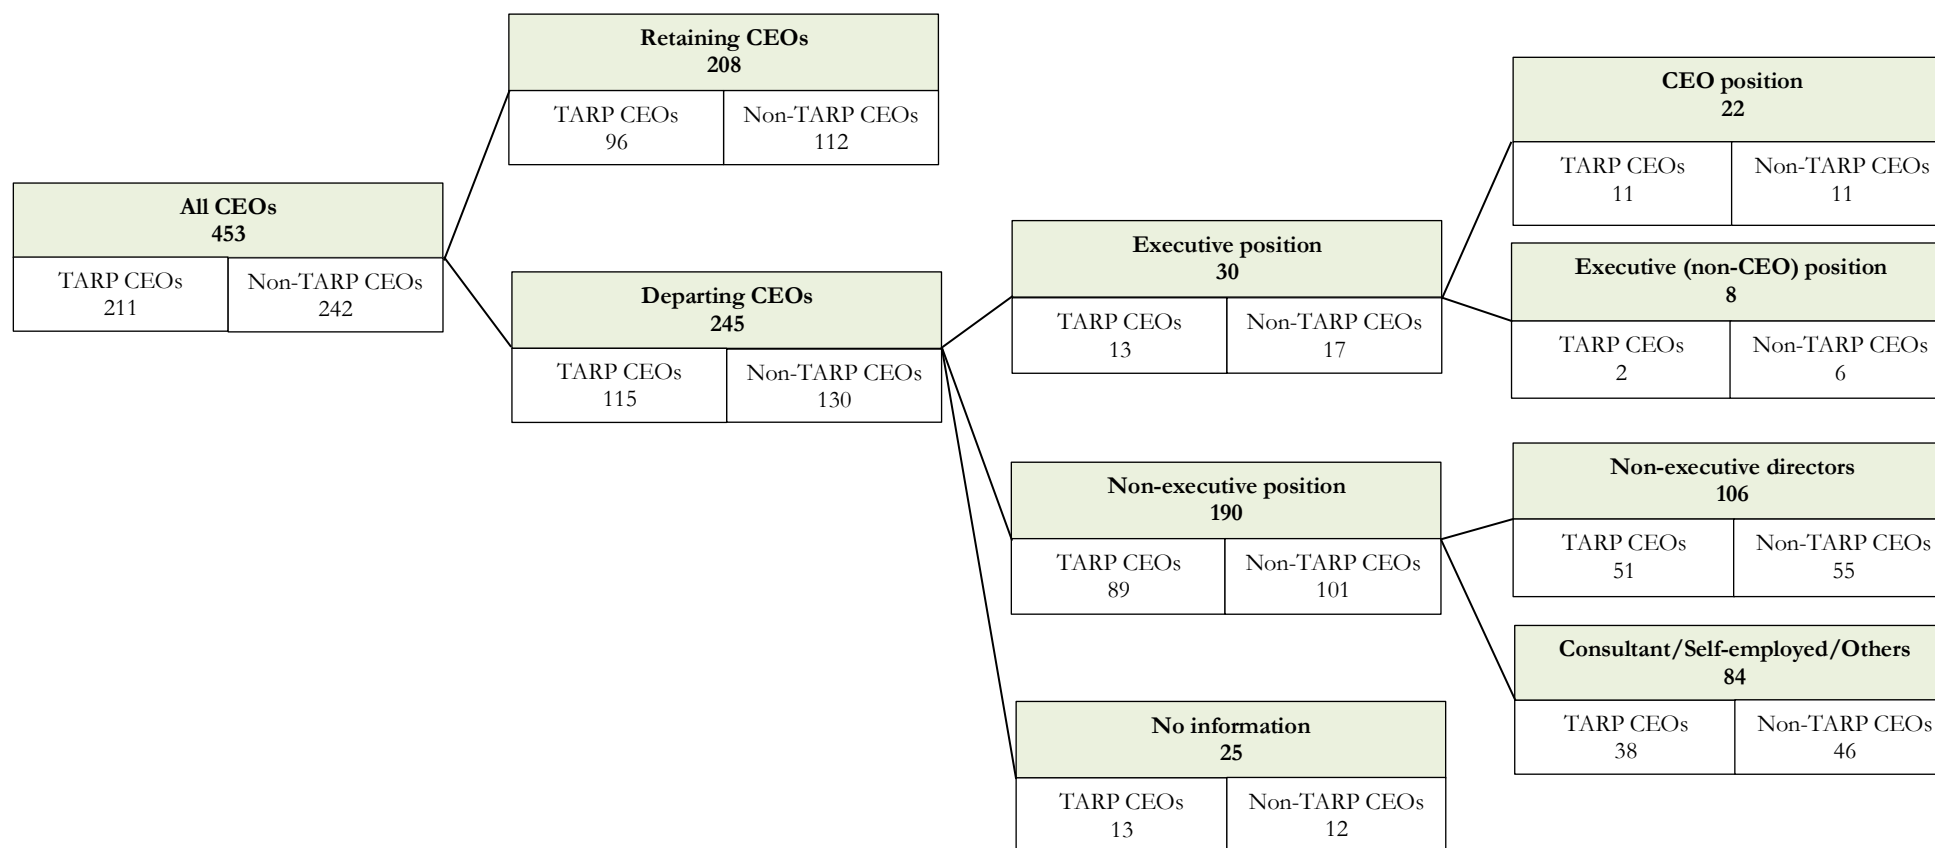 All CEOs
453
TARP CEOs
211
Non-TARP CEOs
242
Retaining CEOs
208
TARP CEOs
96
Non-TARP CEOs
112
Departing CEOs
245
TARP CEOs
115
Non-TARP CEOs
130
Executive position
30
TARP CEOs
13
Non-TARP CEOs
17
Non-executive position
190
TARP CEOs
89
Non-TARP CEOs
101
No information
25
TARP CEOs
13
Non-TARP CEOs
12
CEO position
22
TARP CEOs
11
Non-TARP CEOs
11
Executive (non-CEO) position
8
TARP CEOs
2
Non-TARP CEOs
6
Non-executive directors
106
TARP CEOs
51
Non-TARP CEOs
55
Consultant/Self-employed/Others
84
TARP CEOs
38
Non-TARP CEOs
46